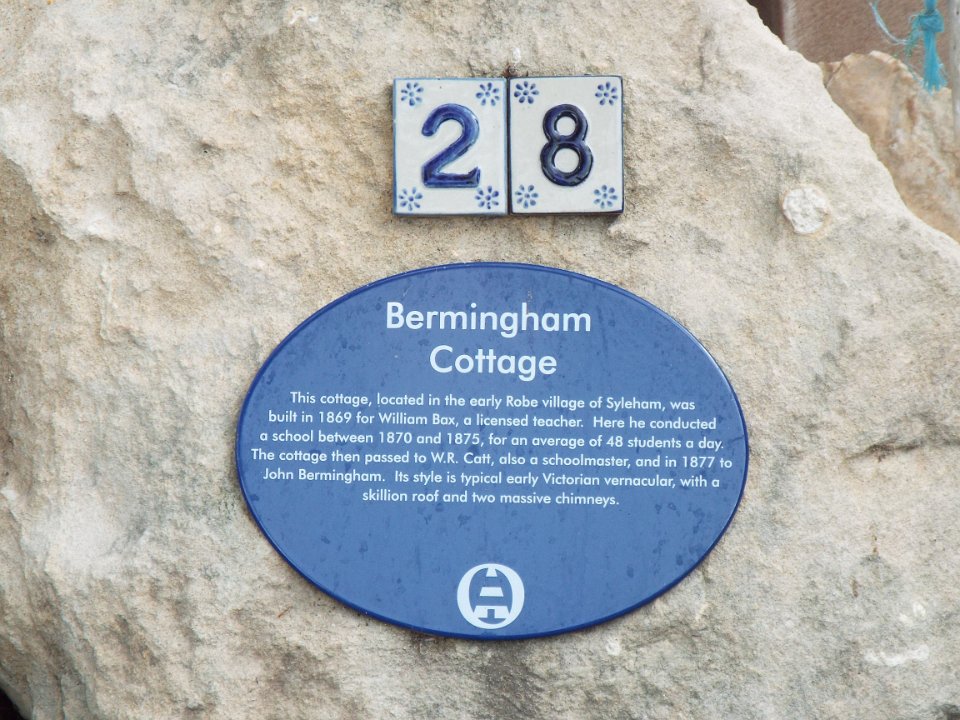 28
Bermingham
Cottage
This cottage, located in the early Robe village of Syleham, was
built in 1869 for William Bax, a licensed teacher. Here he conducted
a school between 1870 and 1875, for an average of 48 students a day.
The cottage then passed to W.R. Catt, also a schoolmaster, and in 1877 to
John Bermingham. Its style is typical early Victorian vernacular, with a
skillion roof and two massive chimneys.